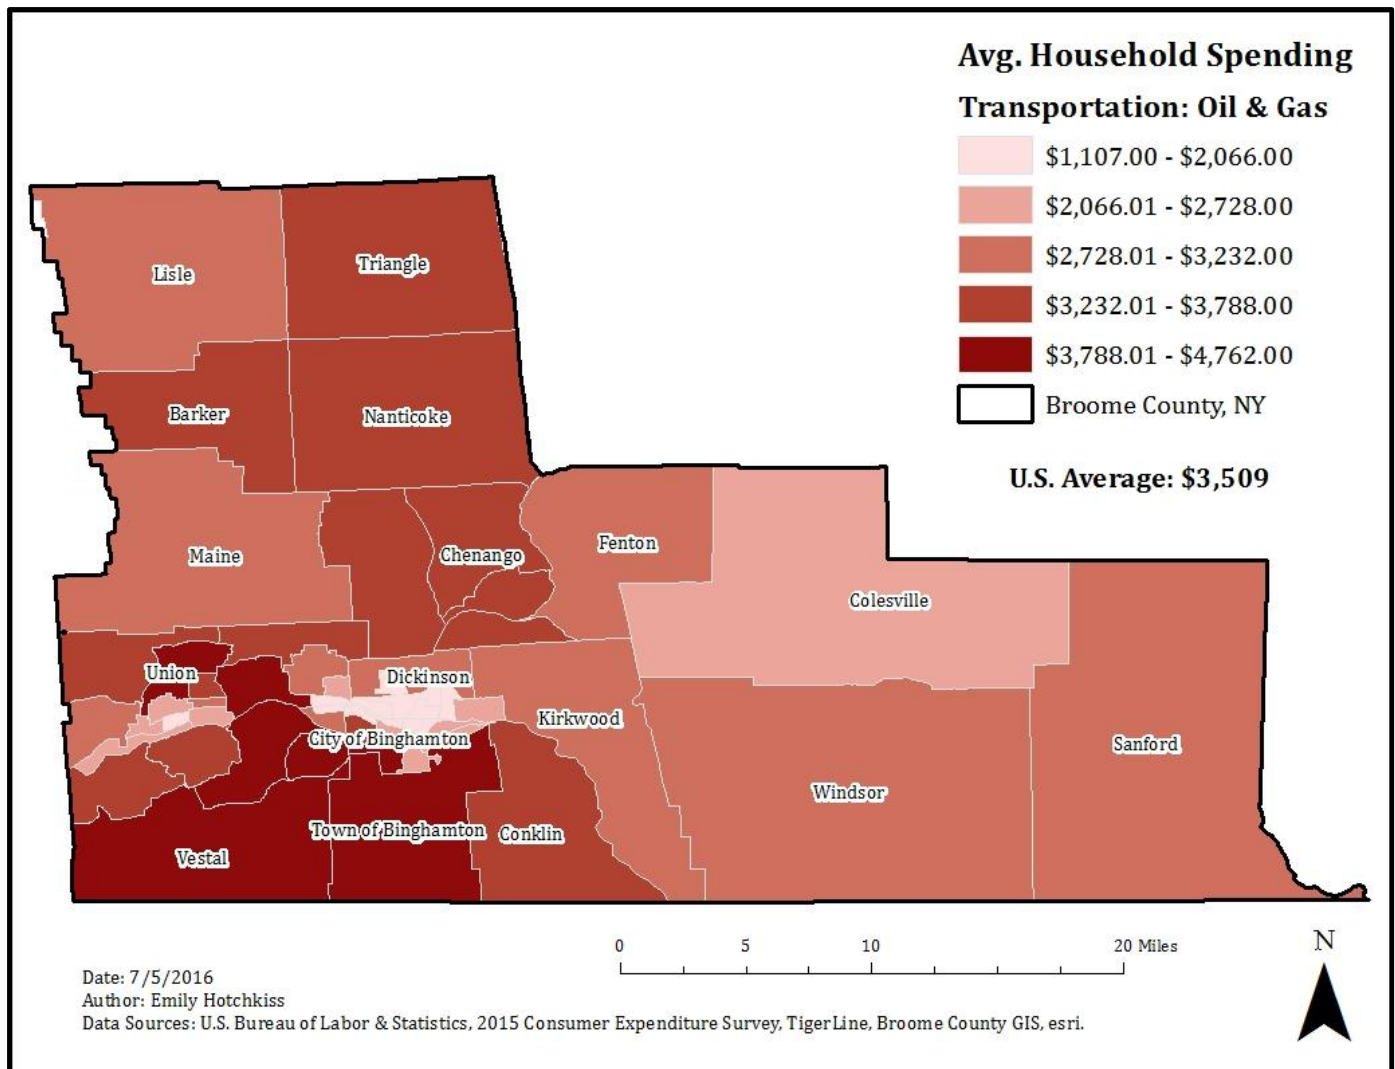 Avg. Household Spending
Transportation: Oil & Gas
$1,107.00 - $2,066.00
$2,066.01 - $2,728.00
$2,728.01 - $3,232.00
$3,232.01 - $3,788.00
$3,788.01 - $4,762.00
Broome County, NY
U.S. Average: $3,509
Lisle
Triangle
Barker
Nanticoke
Maine
Chenango
Fenton
Colesville
Union
Dickinson
Kirkwood
City of Binghamton
Sanford
Windsor
Town of Binghamton
Conklin
Vestal
0 5 10 20 Miles
N
Date: 7/5/2016
Author: Emily Hotchkiss
Data Sources: U.S. Bureau of Labor & Statistics, 2015 Consumer Expenditure Survey, TigerLine, Broome County GIS, esri.